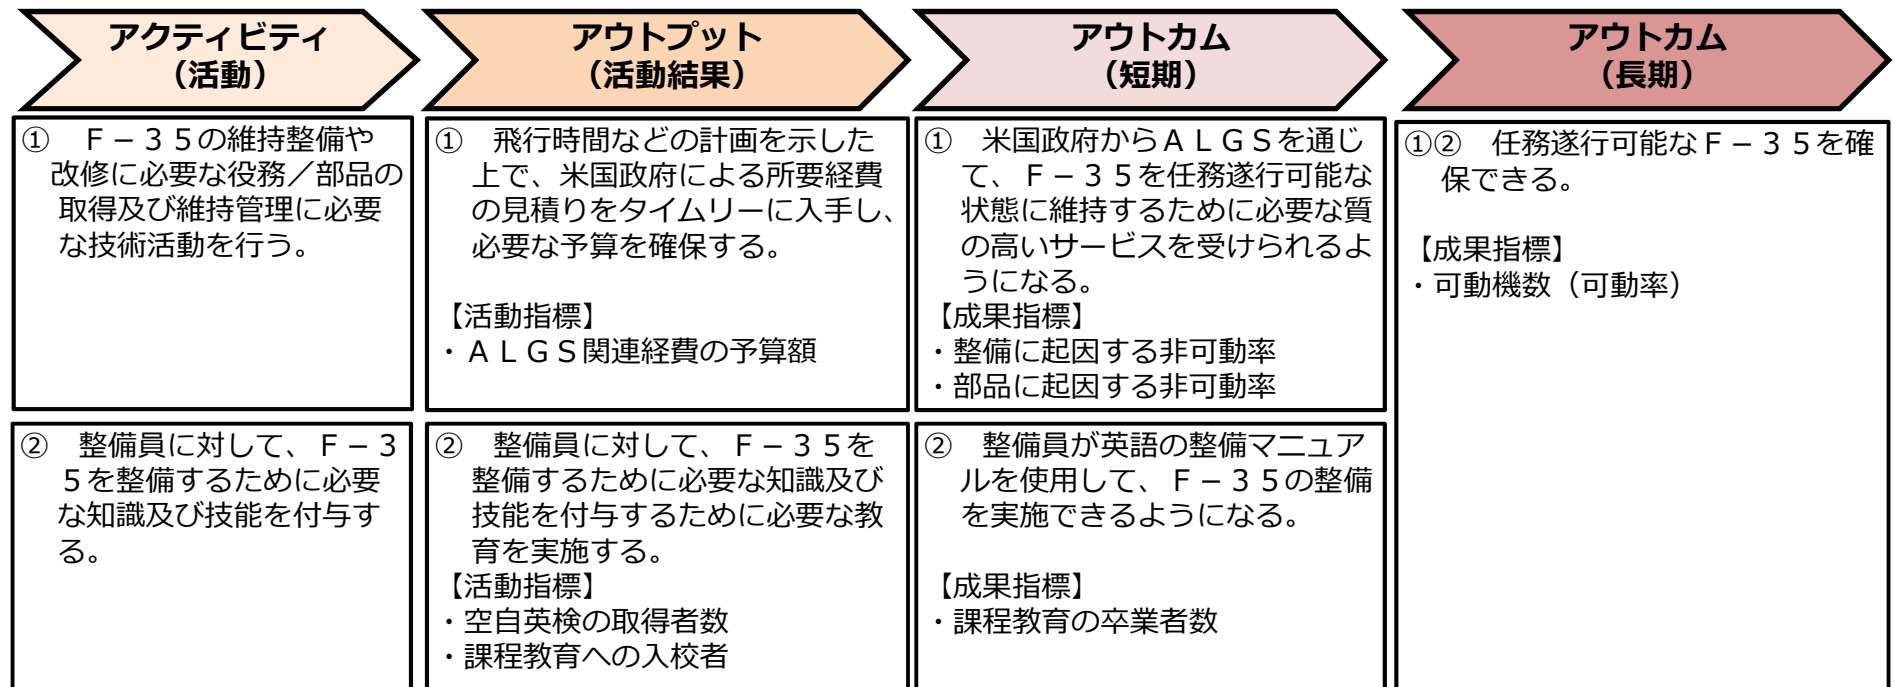 アクティビティ
（活動）
アウトプット
（活動結果）
アウトカム
（短期）
アウトカム
（長期）
①　Ｆ－３５の維持整備や
改修に必要な役務／部品の
取得及び維持管理に必要
な技術活動を行う。
①　飛行時間などの計画を示した
上で、米国政府による所要経費
の見積りをタイムリーに入手し、
必要な予算を確保する。
【活動指標】
・ＡＬＧＳ関連経費の予算額
①　米国政府からＡＬＧＳを通じ
て、Ｆ－３５を任務遂行可能な
状態に維持するために必要な質
の高いサービスを受けられるよ
うになる。
【成果指標】
・整備に起因する非可動率
・部品に起因する非可動率
①②　任務遂行可能なＦ－３５を確
保できる。
【成果指標】
・可動機数（可動率）
②　整備員に対して、Ｆ－３
５を整備するために必要
な知識及び技能を付与す
る。
②　整備員に対して、Ｆ－３５を
整備するために必要な知識及び
技能を付与するために必要な教
育を実施する。
【活動指標】
・空自英検の取得者数
・課程教育への入校者
②　整備員が英語の整備マニュア
ルを使用して、Ｆ－３５の整備
を実施できるようになる。
【成果指標】
・課程教育の卒業者数